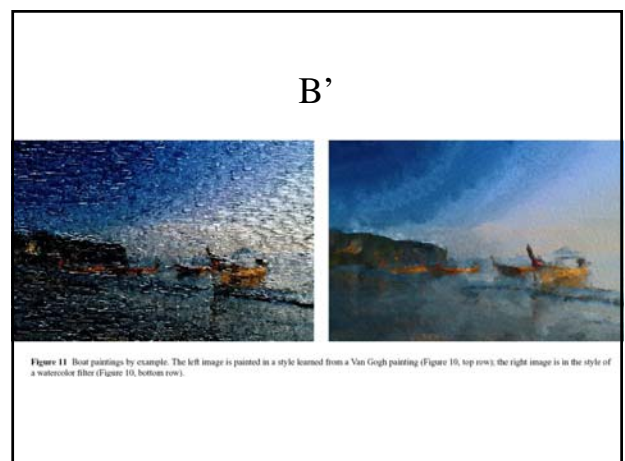 B’
Figure 11 Boat paintings by example. The left image is painted in a style learned from a Van Gogh painting (Figure 10, top row); the right image is in the style of
a watercolor filter (Figure 10, bottom row).